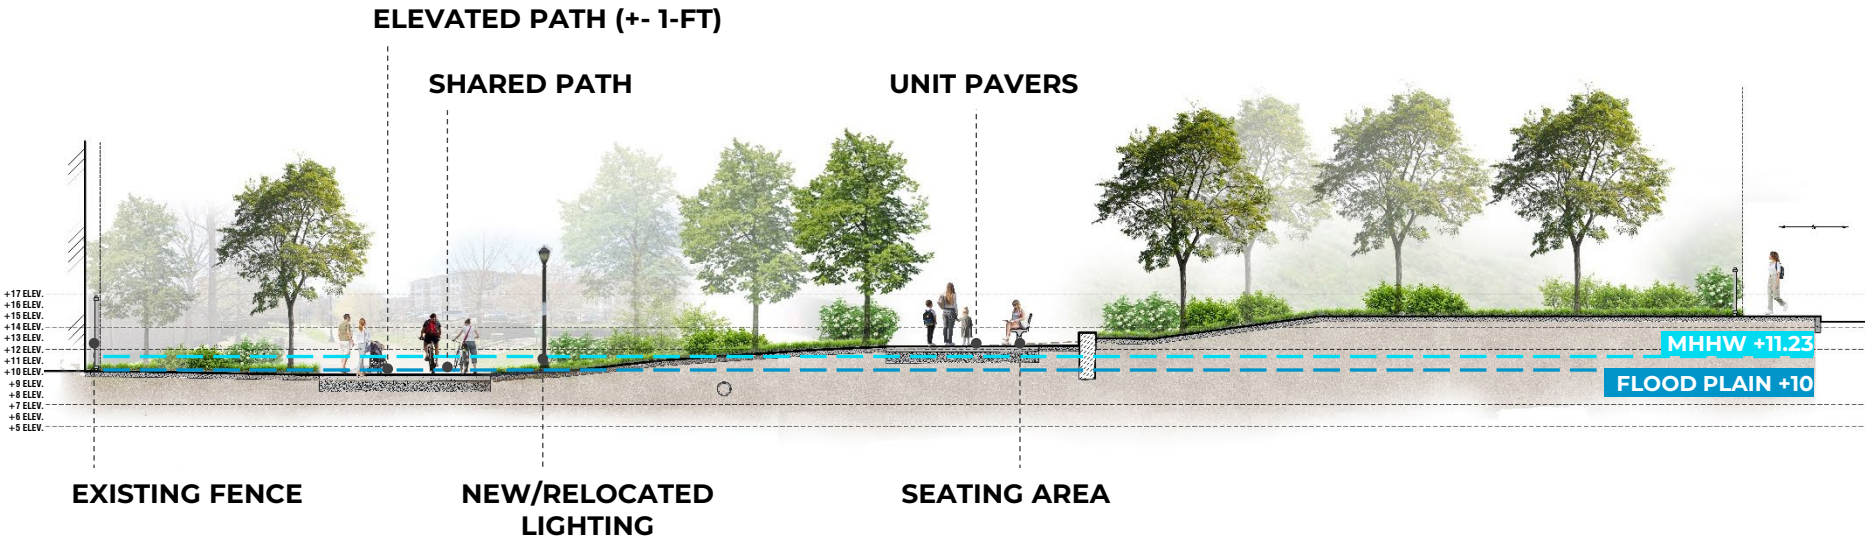 ELEVATED PATH (+- 1-FT)
SHARED PATH
UNIT PAVERS
+17 ELEV.
+16 ELEV.
+15 ELEV.
+14 ELEV.
+13 ELEV.
+12 ELEV.
+11 ELEV.
+10 ELEV.
+9 ELEV.
+8 ELEV.
+7 ELEV.
+6 ELEV.
+5 ELEV.
MHHW +11.23
FLOOD PLAIN +10
EXISTING FENCE
NEW/RELOCATED
LIGHTING
SEATING AREA